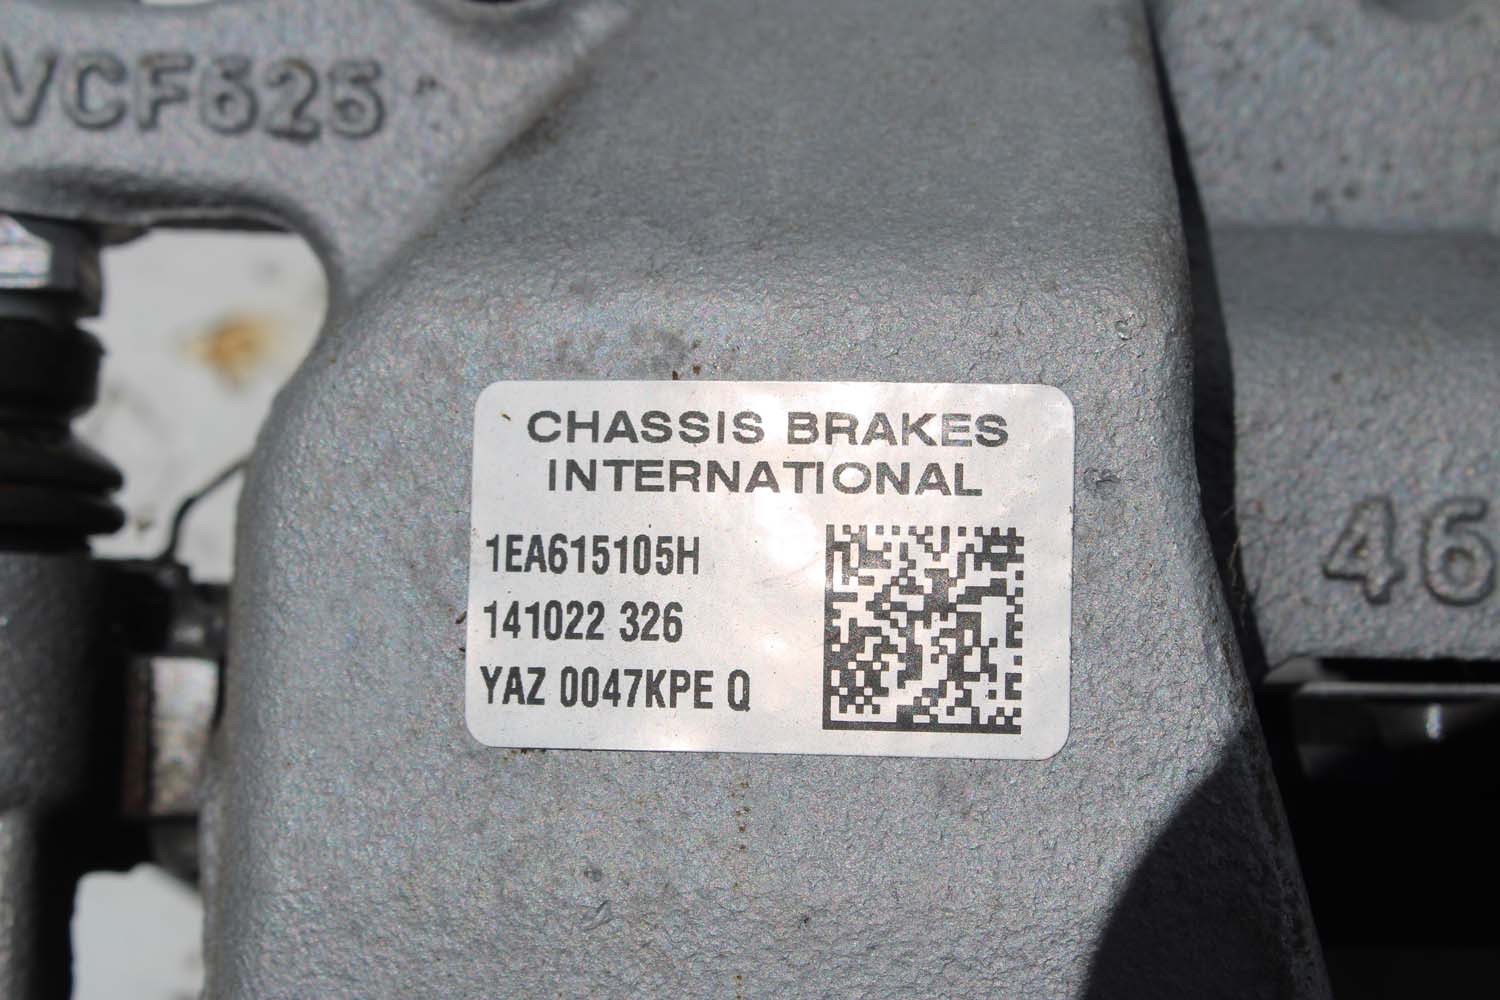 VCF625
CHASSIS BRAKES
INTERNATIONAL
1EA615105H
141022 326
YAZ 0047KPE Q
46